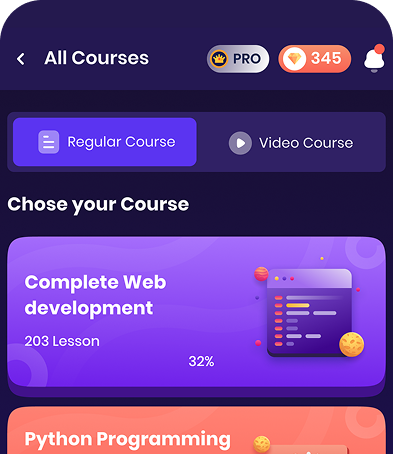 All Courses
PRO
345
Regular Course
Video Course
Chose your Course
Complete Web
development
203 Lesson
32%
Python Programming